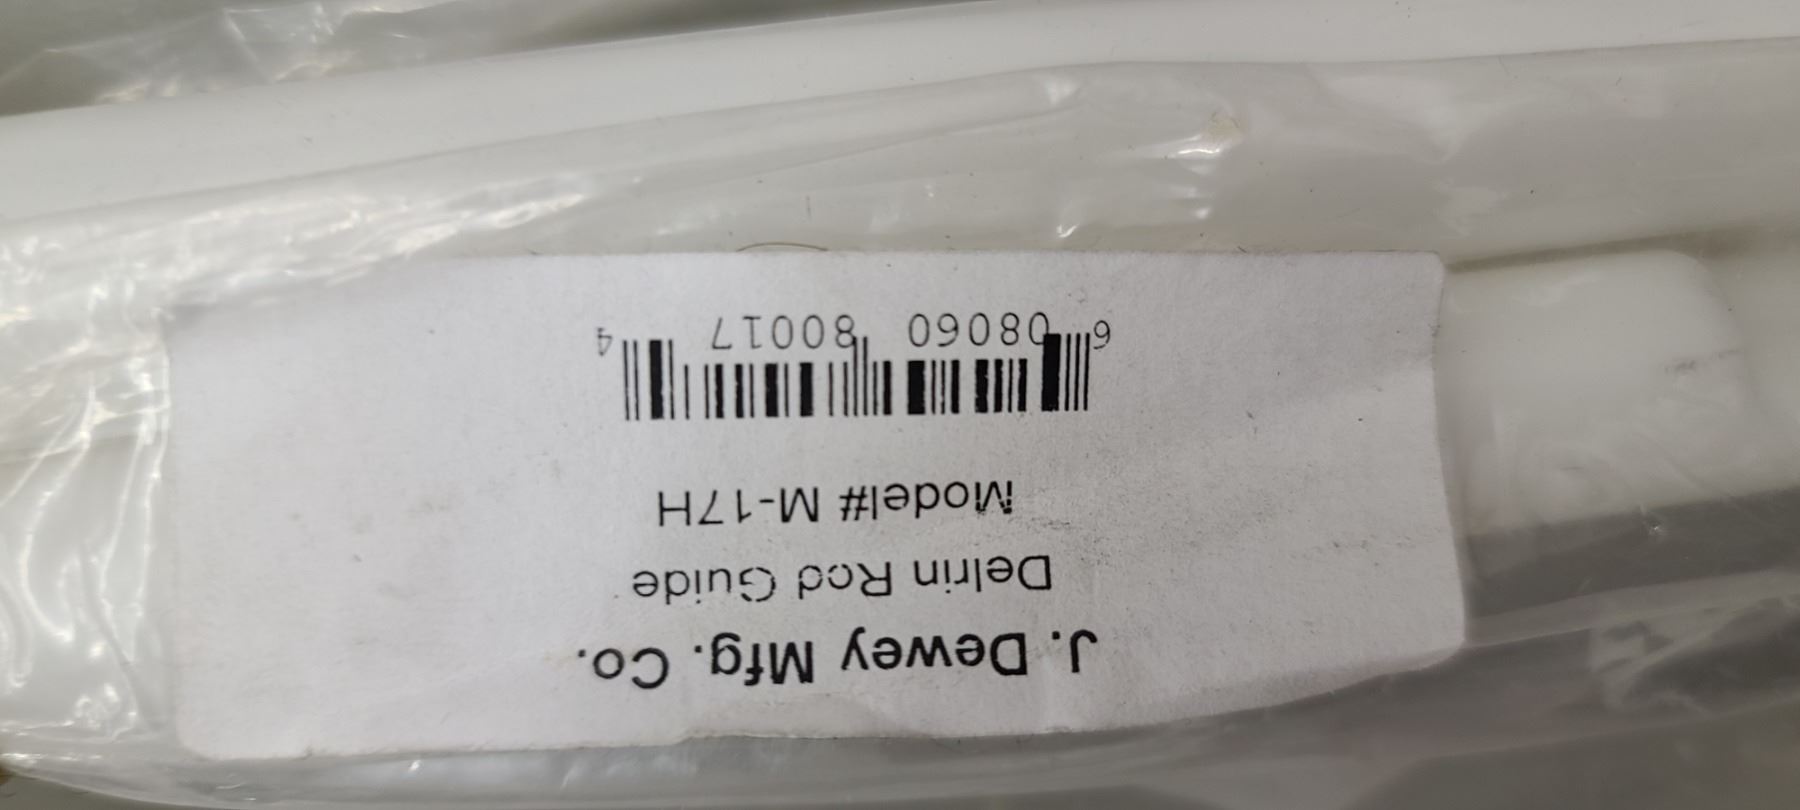 J. Dewey Mfg. Co.
Delrin Rod Guide
Model# M-17H
6 08060 80017 4